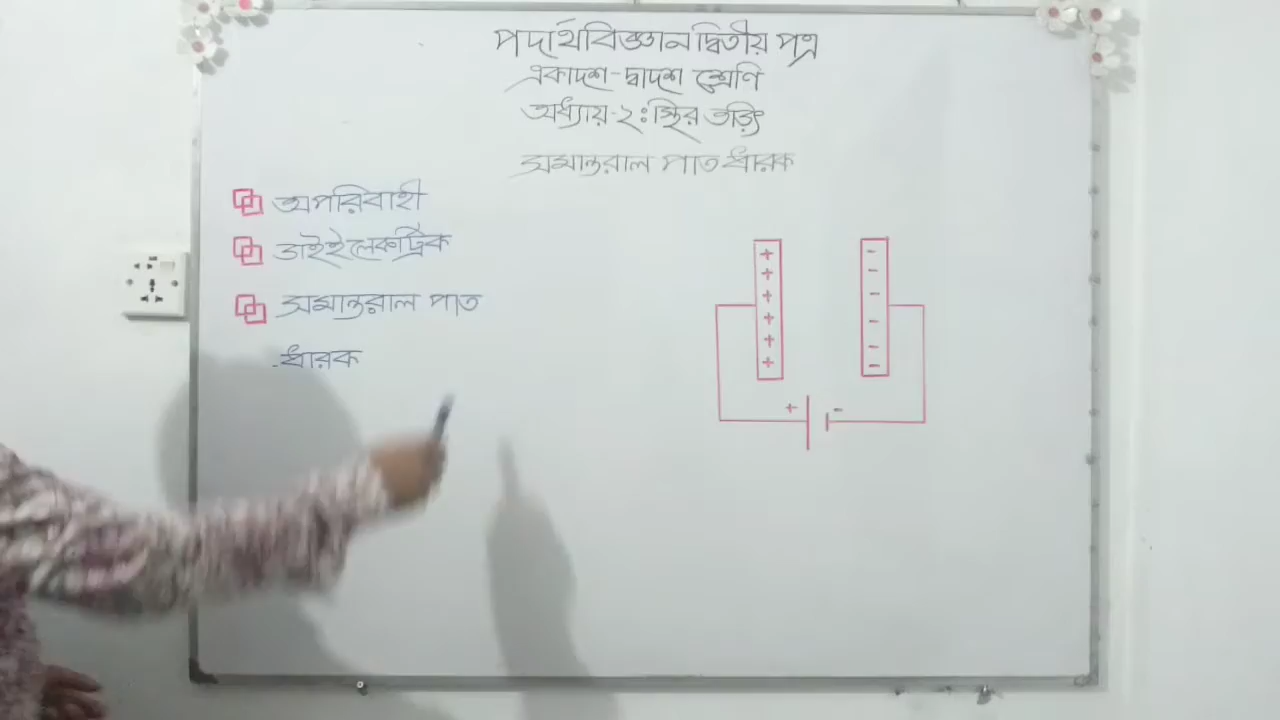 পদার্থবিজ্ঞান দ্বিতীয় পত্র
একাদশ-দ্বাদশ শ্রেণি
অধ্যায়-২ঃ স্থির তড়িৎ
সমান্তরাল পাত ধারক
অপরিবাহী
ডাইইলেকট্রিক
সমান্তরাল পাত
ধারক
+ -
+ -
+ -
+ -
+ -
+ -
+ -